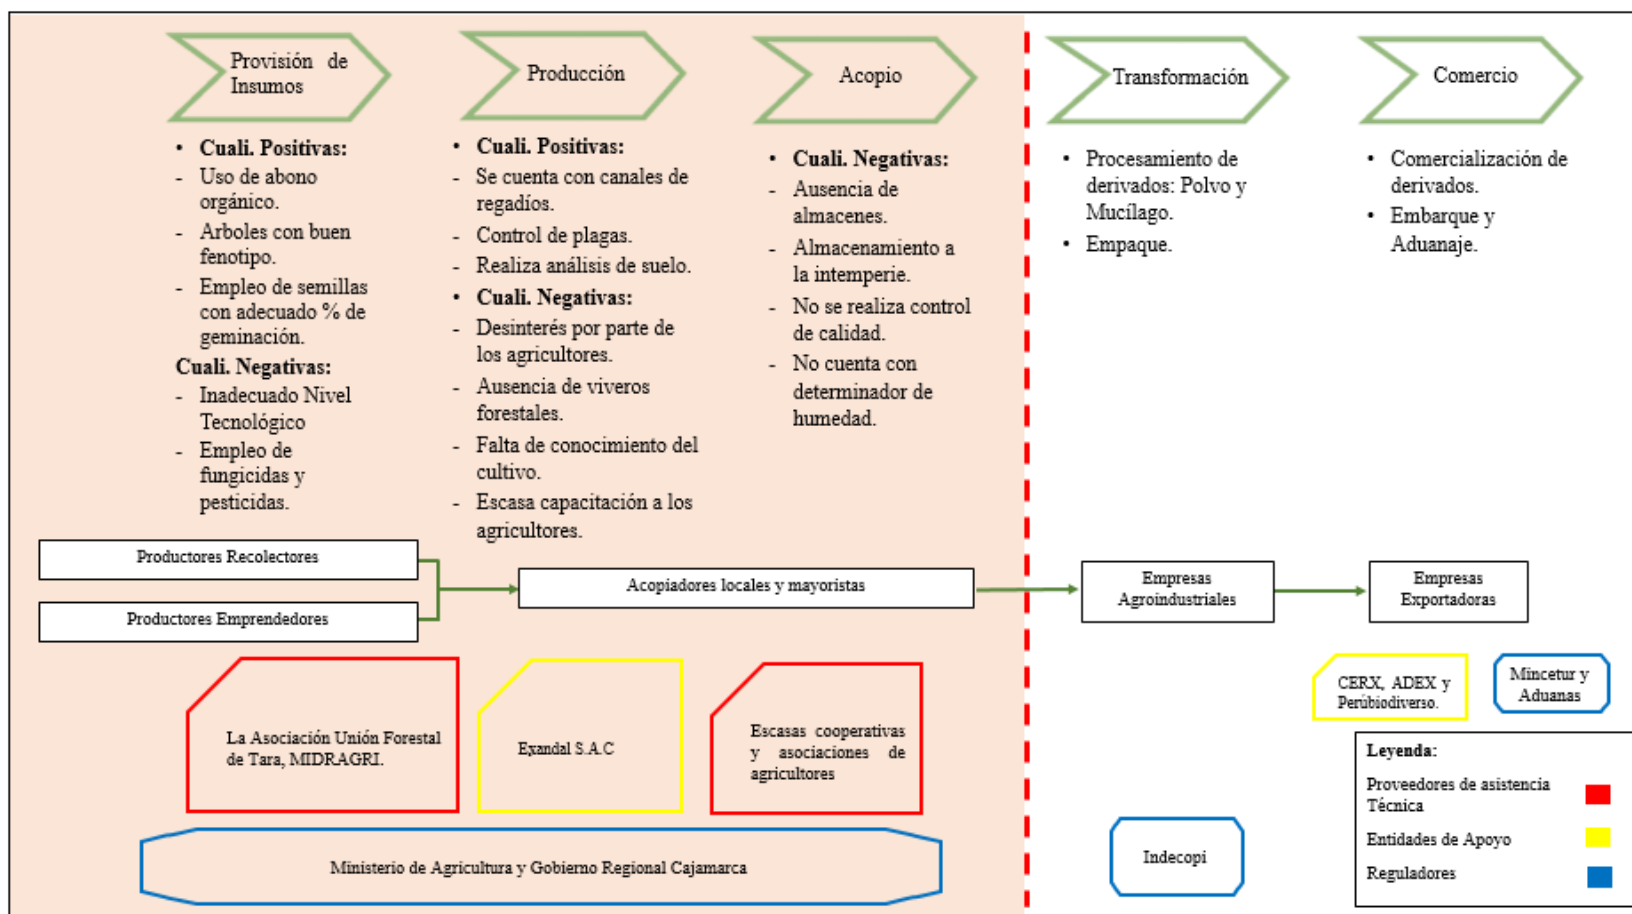 Provisión de
Insumos
Producción
Acopio
Transformación
Comercio
• Cuali. Positivas:
- Uso de abono
orgánico.
- Arboles con buen
fenotipo.
- Empleo de semillas
con adecuado % de
geminación.
Cuali. Negativas:
- Inadecuado Nivel
Tecnológico
- Empleo de
fungicidas y
pesticidas.
• Cuali. Positivas:
- Se cuenta con canales de
regadíos.
- Control de plagas.
- Realiza análisis de suelo.
• Cuali. Negativas:
- Desinterés por parte de
los agricultores.
- Ausencia de viveros
forestales.
- Falta de conocimiento del
cultivo.
- Escasa capacitación a los
agricultores.
• Cuali. Negativas:
- Ausencia de
almacenes.
- Almacenamiento a
la intemperie.
- No se realiza control
de calidad.
- No cuenta con
determinador de
humedad.
• Procesamiento de
derivados: Polvo y
Mucílago.
• Empaque.
• Comercialización de
derivados.
• Embarque y
Aduanaje.
Productores Recolectores
Productores Emprendedores
Acopiadores locales y mayoristas
Empresas
Agroindustriales
Empresas
Exportadoras
La Asociación Unión Forestal
de Tara, MIDRAGRI.
Exandal S.A.C
Escasas cooperativas
y asociaciones de
agricultores
CERX, ADEX y
Perúbiodiverso.
Mincetur y
Aduanas
Ministerio de Agricultura y Gobierno Regional Cajamarca
Indecopi
Leyenda:
Proveedores de asistencia
Técnica
Entidades de Apoyo
Reguladores